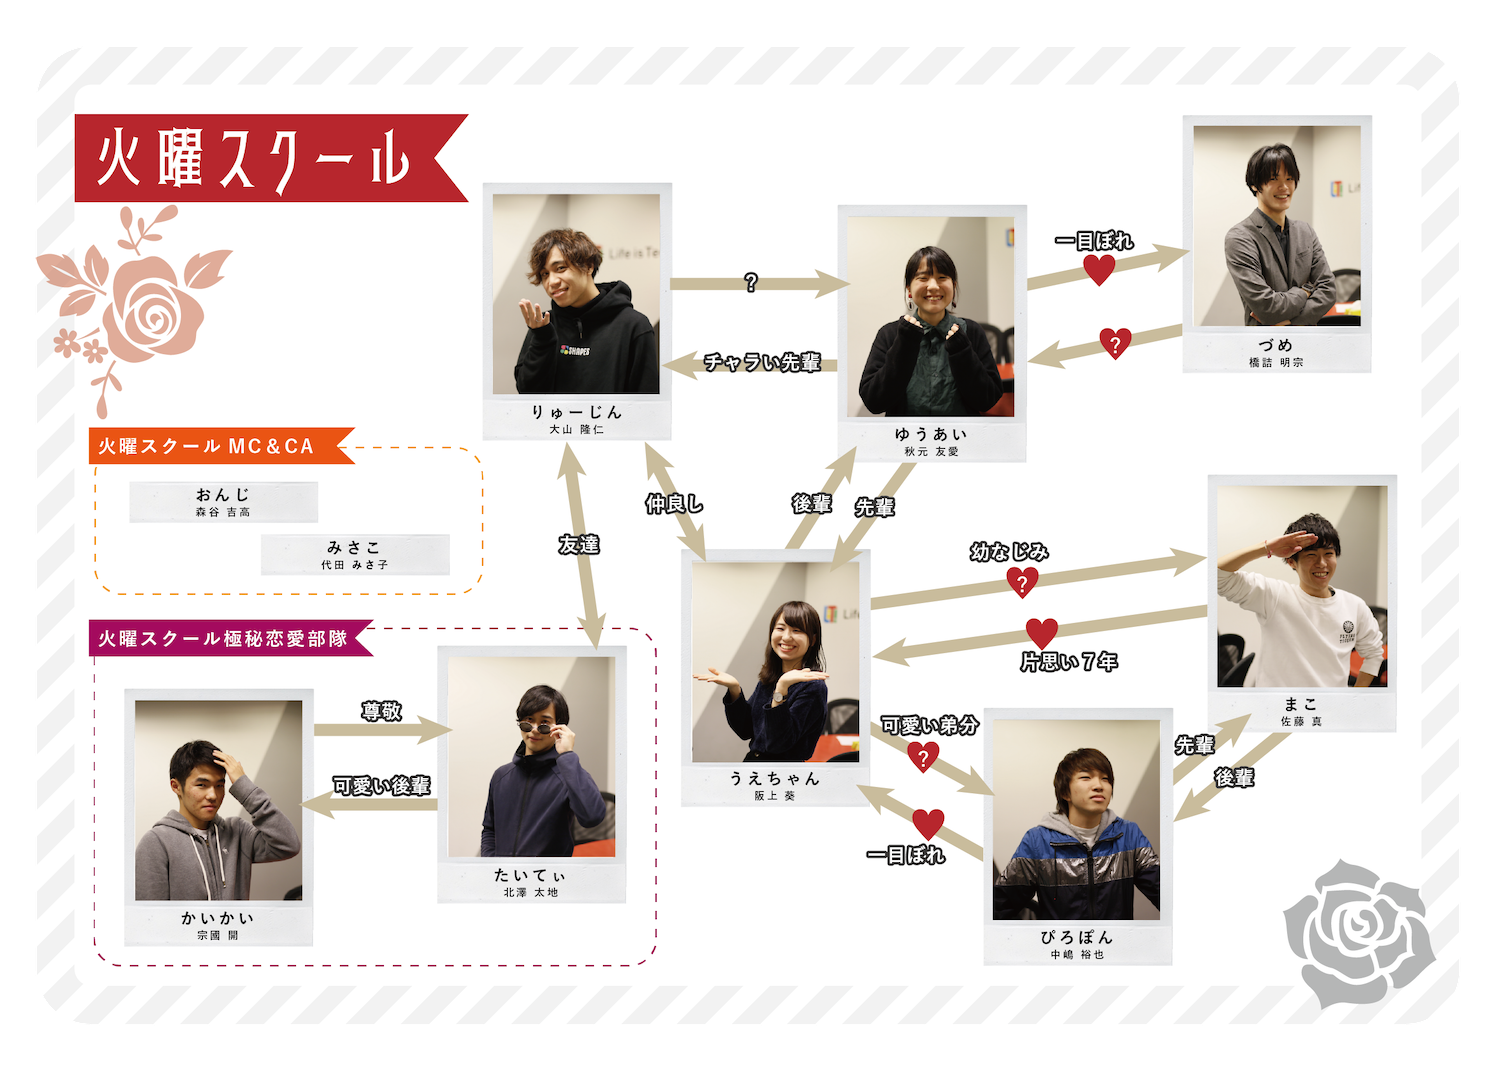 火曜スクール
Life is Te
SHAPES
りゅーじん
大山 隆仁
?
チャラい先輩
ゆうあい
秋元 友愛
一目ぼれ
?
Li
づめ
橋詰 明宗
火曜スクール MC&CA
おんじ
森谷 吉高
みさこ
代田 みさ子
友達
仲良し
後輩
先輩
火曜スクール極秘恋愛部隊
かいかい
宗國 開
尊敬
可愛い後輩
たいてぃ
北澤 太地
Li
うえちゃん
阪上 葵
幼なじみ
?
片思い7年
まこ
佐藤 真
可愛い弟分
?
一目ぼれ
ぴろぽん
中嶋 裕也
先輩
後輩